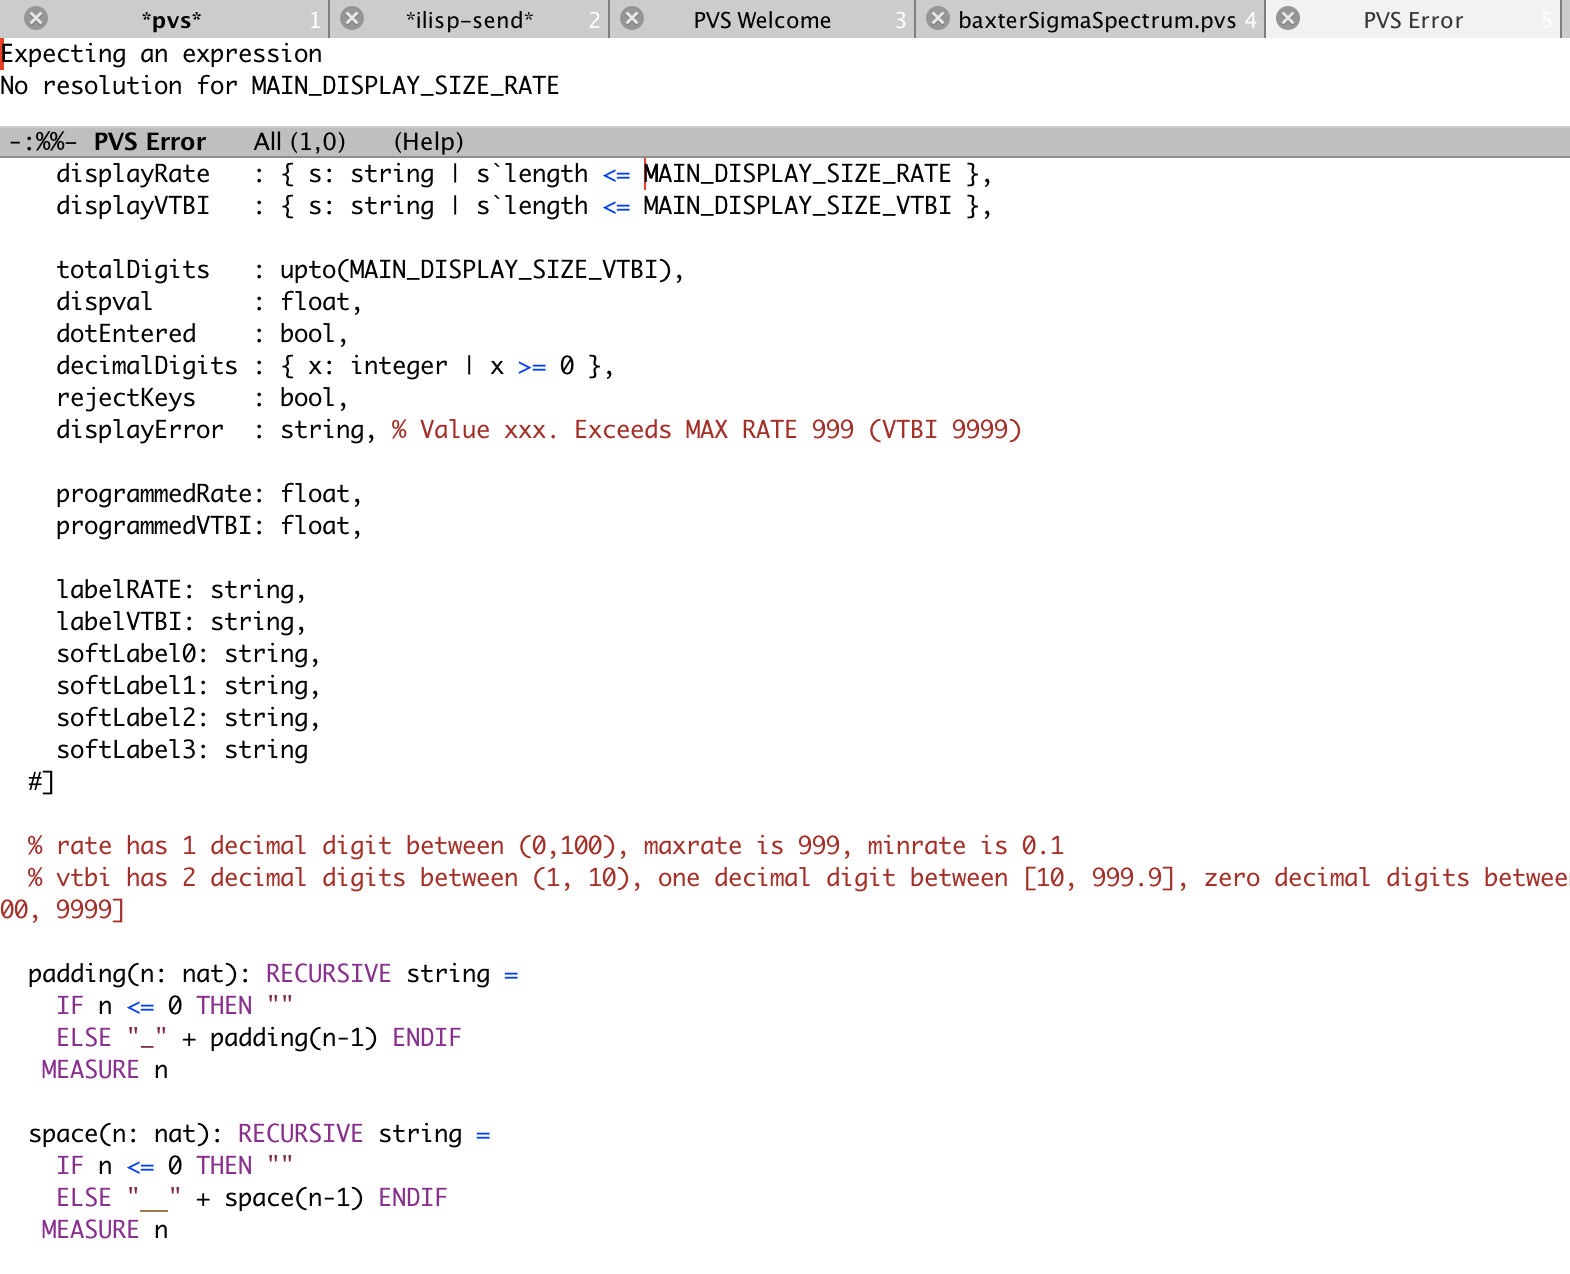 *pvs* 1 *ilisp-send* 2 PVS Welcome 3 baxterSigmaSpectrum.pvs 4 PVS Error 5
Expecting an expression
No resolution for MAIN_DISPLAY_SIZE_RATE
-:%%- PVS Error All (1,0) (Help)
displayRate : { s: string | s`length <= MAIN_DISPLAY_SIZE_RATE },
displayVTBI : { s: string | s`length <= MAIN_DISPLAY_SIZE_VTBI },
totalDigits : upto(MAIN_DISPLAY_SIZE_VTBI),
dispval : float,
dotEntered : bool,
decimalDigits : { x: integer | x >= 0 },
rejectKeys : bool,
displayError : string, % Value xxx. Exceeds MAX RATE 999 (VTBI 9999)
programmedRate: float,
programmedVTBI: float,
labelRATE: string,
labelVTBI: string,
softLabel0: string,
softLabel1: string,
softLabel2: string,
softLabel3: string
#]
% rate has 1 decimal digit between (0,100), maxrate is 999, minrate is 0.1
% vtbi has 2 decimal digits between (1, 10), one decimal digit between [10, 999.9], zero decimal digits betwee
00, 9999]
padding(n: nat): RECURSIVE string =
IF n <= 0 THEN ""
ELSE "_" + padding(n-1) ENDIF
MEASURE n
space(n: nat): RECURSIVE string =
IF n <= 0 THEN ""
ELSE "__" + space(n-1) ENDIF
MEASURE n